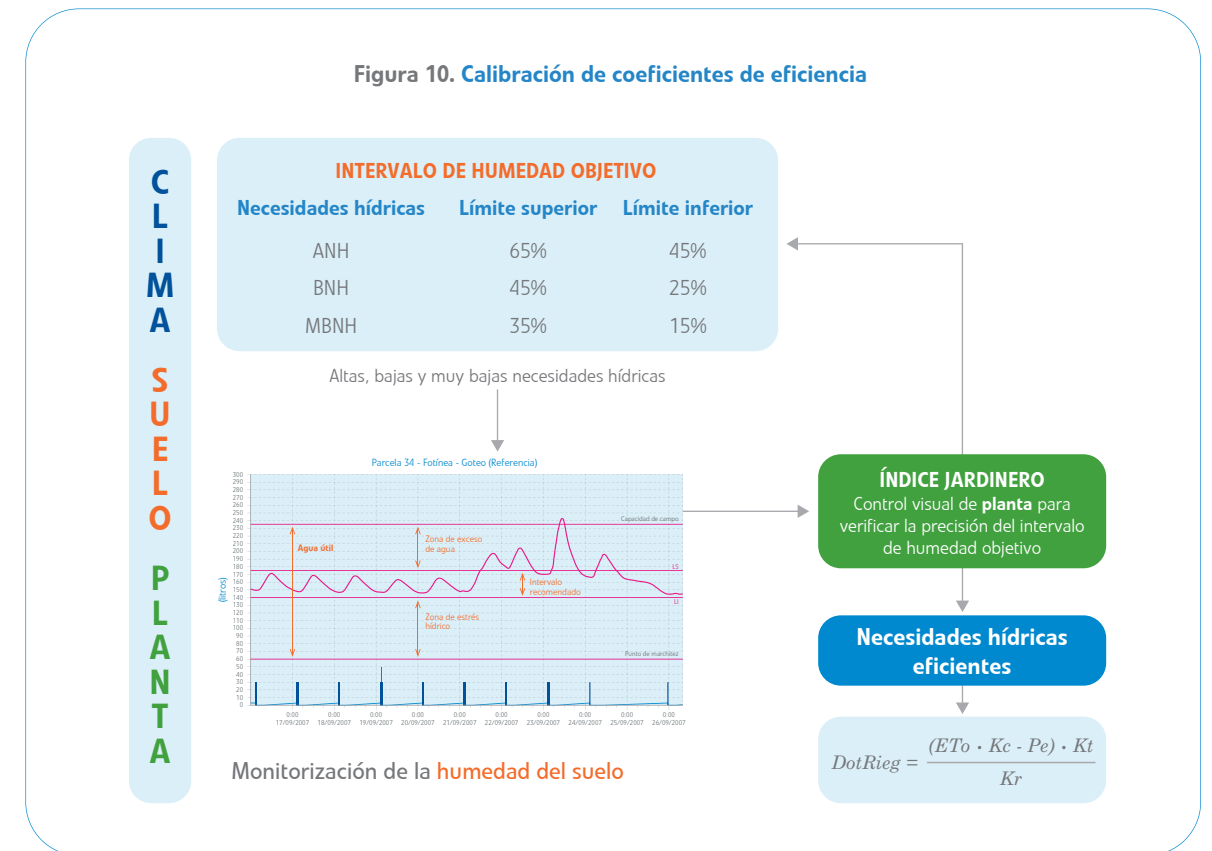 Figura 10. Calibración de coeficientes de eficiencia
CLIMA SUELO PLANTA
INTERVALO DE HUMEDAD OBJETIVO
Necesidades hídricas Límite superior Límite inferior
ANH 65% 45%
BNH 45% 25%
MBNH 35% 15%
Altas, bajas y muy bajas necesidades hídricas
Parcela 34 - Fotínea - Goteo (Referencia)
(litros)
300
290
280
270
260
250
240
230
220
210
200
190
180
170
160
150
140
130
120
110
100
90
80
70
60
50
40
30
20
10
0
Capacidad de campo
Agua útil
Zona de exceso
de agua
LS
Intervalo
recomendado
LI
Zona de estrés
hídrico
Punto de marchitez
0:00 0:00 0:00 0:00 0:00 0:00 0:00 0:00 0:00 0:00
17/09/2007 18/09/2007 19/09/2007 20/09/2007 21/09/2007 22/09/2007 23/09/2007 24/09/2007 25/09/2007 26/09/2007
Monitorización de la humedad del suelo
ÍNDICE JARDINERO
Control visual de planta para
verificar la precisión del intervalo
de humedad objetivo
Necesidades hídricas
eficientes
DotRieg = (ETo · Kc - Pe) · Kt
Kr